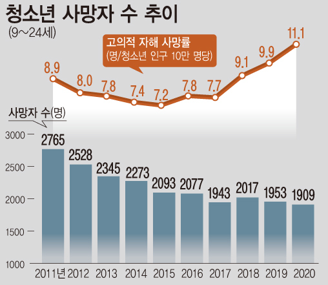 청소년 사망자 수 추이
(9~24세)
고의적 자해 사망률
(명/청소년 인구 10만 명당)
8.9 8.0 7.8 7.4 7.2 7.8 7.7 9.1 9.9 11.1
사망자 수(명)
3000
2500
2000
1500
1000
2765 2528 2345 2273 2093 2077 1943 2017 1953 1909
2011년 2012 2013 2014 2015 2016 2017 2018 2019 2020